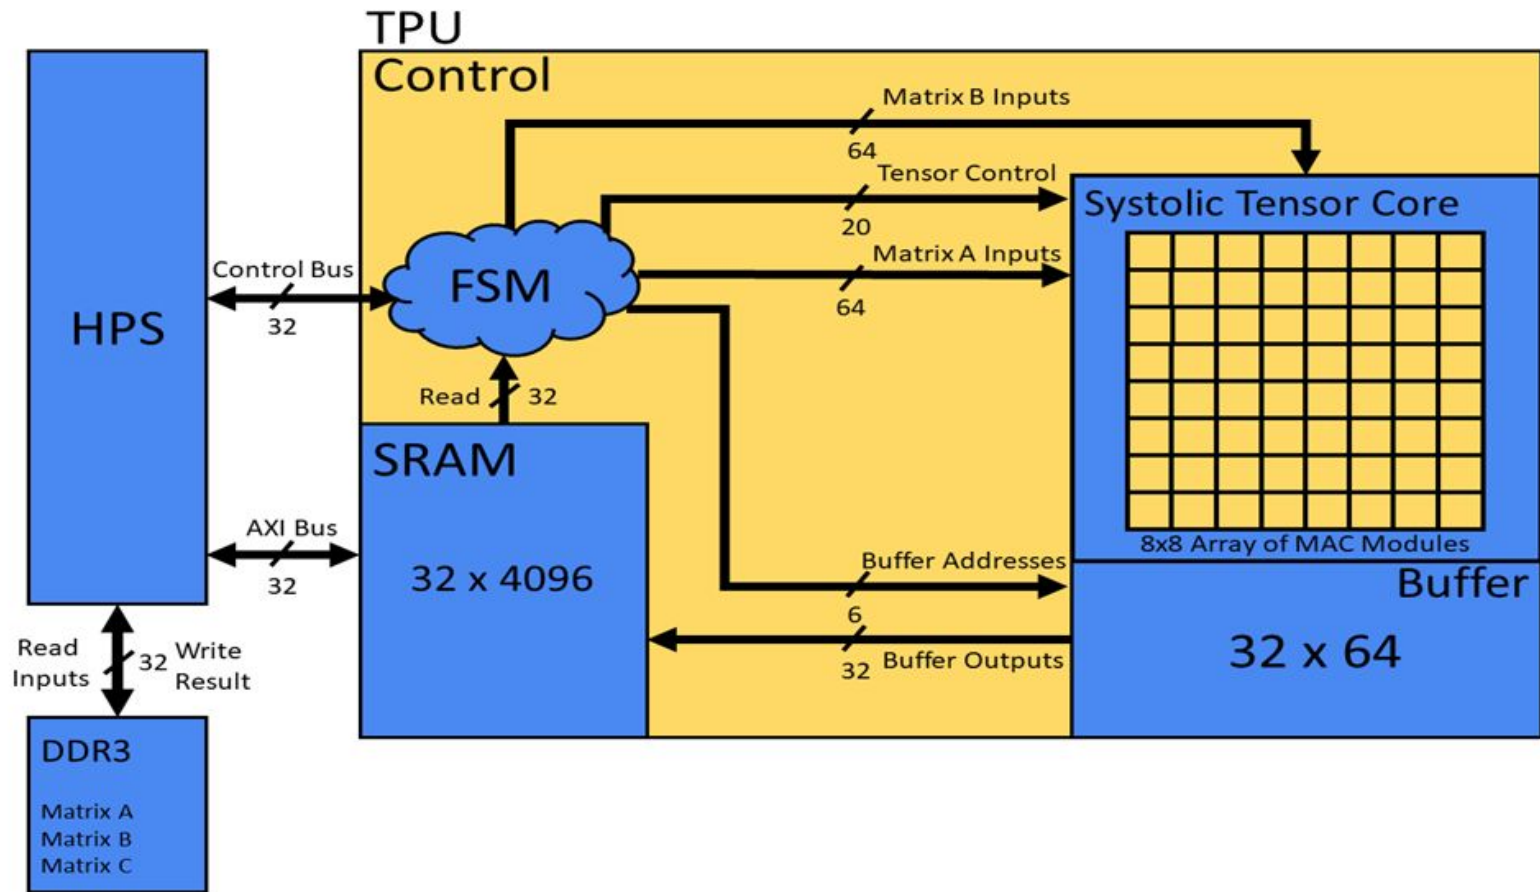 TPU
Control
Matrix B Inputs
64
Tensor Control
20
Matrix A Inputs
64
Systolic Tensor Core
8x8 Array of MAC Modules
HPS
Control Bus
32
FSM
Read
32
SRAM
32 x 4096
AXI Bus
32
Buffer Addresses
6
32
Buffer Outputs
Buffer
32 x 64
Read
Inputs
32
Write
Result
DDR3
Matrix A
Matrix B
Matrix C